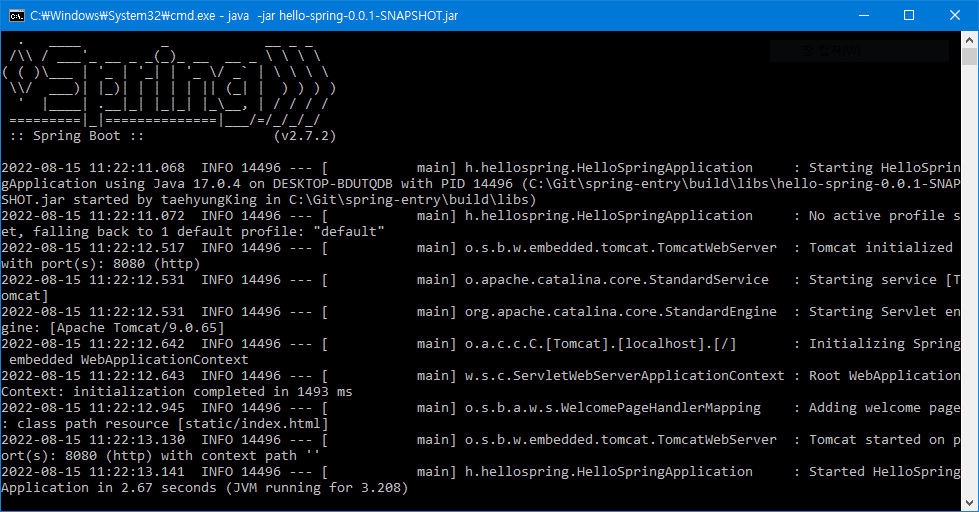 C:₩Windows₩System32₩cmd.exe - java  -jar hello-spring-0.0.1-SNAPSHOT.jar
  .   ____          _            __ _ _
 /\\ / ___'_ __ _ _(_)_ __  __ _ \ \ \ \
( ( )\___ | '_ | '_| | '_ \/ _` | \ \ \ \
 \\/  ___)| |_)| | | | | || (_| |  ) ) ) )
  '  |____| .__|_| |_|_| |_\__, | / / / /
 =========|_|==============|___/=/_/_/_/
 :: Spring Boot ::                (v2.7.2)
2022-08-15 11:22:11.068  INFO 14496 --- [           main] h.hellospring.HelloSpringApplication     : Starting HelloSprin
gApplication using Java 17.0.4 on DESKTOP-BDUTQDB with PID 14496 (C:\Git\spring-entry\build\libs\hello-spring-0.0.1-SNAP
SHOT.jar started by taehyungKing in C:\Git\spring-entry\build\libs)
2022-08-15 11:22:11.072  INFO 14496 --- [           main] h.hellospring.HelloSpringApplication     : No active profile s
et, falling back to 1 default profile: "default"
2022-08-15 11:22:12.517  INFO 14496 --- [           main] o.s.b.w.embedded.tomcat.TomcatWebServer  : Tomcat initialized 
with port(s): 8080 (http)
2022-08-15 11:22:12.531  INFO 14496 --- [           main] o.apache.catalina.core.StandardService   : Starting service [T
omcat]
2022-08-15 11:22:12.531  INFO 14496 --- [           main] org.apache.catalina.core.StandardEngine  : Starting Servlet en
gine: [Apache Tomcat/9.0.65]
2022-08-15 11:22:12.642  INFO 14496 --- [           main] o.a.c.c.C.[Tomcat].[localhost].[/]       : Initializing Spring
 embedded WebApplicationContext
2022-08-15 11:22:12.643  INFO 14496 --- [           main] w.s.c.ServletWebServerApplicationContext : Root WebApplication
Context: initialization completed in 1493 ms
2022-08-15 11:22:12.945  INFO 14496 --- [           main] o.s.b.a.w.s.WelcomePageHandlerMapping    : Adding welcome page
: class path resource [static/index.html]
2022-08-15 11:22:13.130  INFO 14496 --- [           main] o.s.b.w.embedded.tomcat.TomcatWebServer  : Tomcat started on p
ort(s): 8080 (http) with context path ''
2022-08-15 11:22:13.141  INFO 14496 --- [           main] h.hellospring.HelloSpringApplication     : Started HelloSpring
Application in 2.67 seconds (JVM running for 3.208)